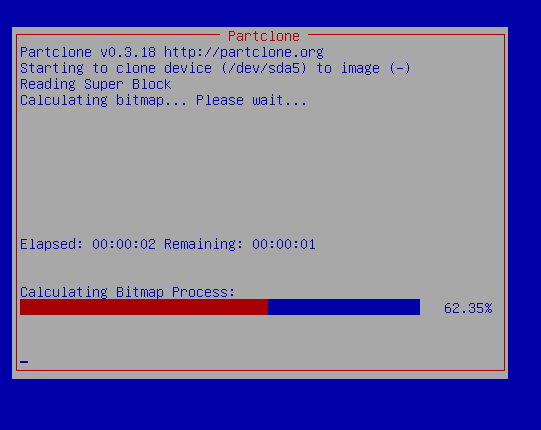 Partclone
Partclone v0.3.18 http://partclone.org
Starting to clone device (/dev/sda5) to image (-)
Reading Super Block
Calculating bitmap... Please wait...
Elapsed: 00:00:02 Remaining: 00:00:01
Calculating Bitmap Process:
62.35%